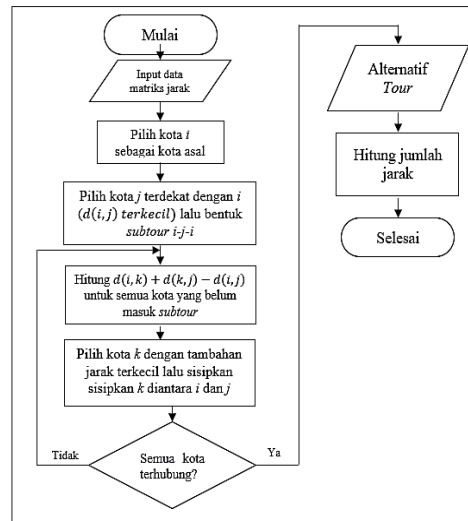 Mulai
Input data
matriks jarak
Pilih kota i
sebagai kota asal
Pilih kota j terdekat dengan i
(d(i, j) terkecil) lalu bentuk
subtour i-j-i
Hitung d(i, k) + d(k, j) − d(i, j)
untuk semua kota yang belum
masuk subtour
Pilih kota k dengan tambahan
jarak terkecil lalu sisipkan
sisipkan k diantara i dan j
Tidak
Semua kota
terhubung?
Ya
Alternatif
Tour
Hitung jumlah
jarak
Selesai